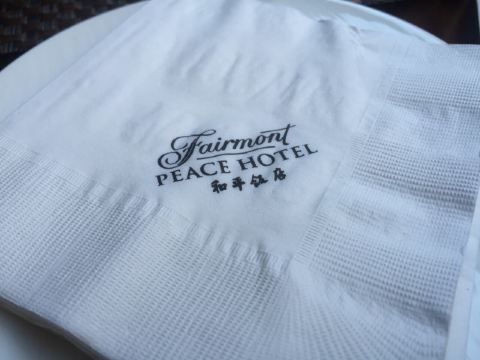 Fairmont
PEACE HOTEL
和平饭店